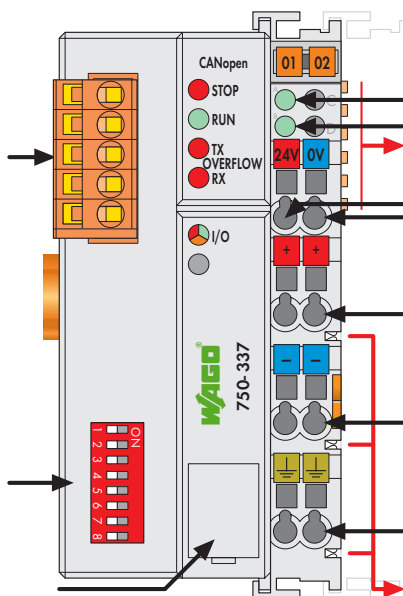 CANopen
STOP
RUN
TX
OVERFLOW
RX
I/O
WAGO®
750-337
ON
1 2 3 4 5 6 7 8
01 02
A C
B D
24V 0V
+ +
− −